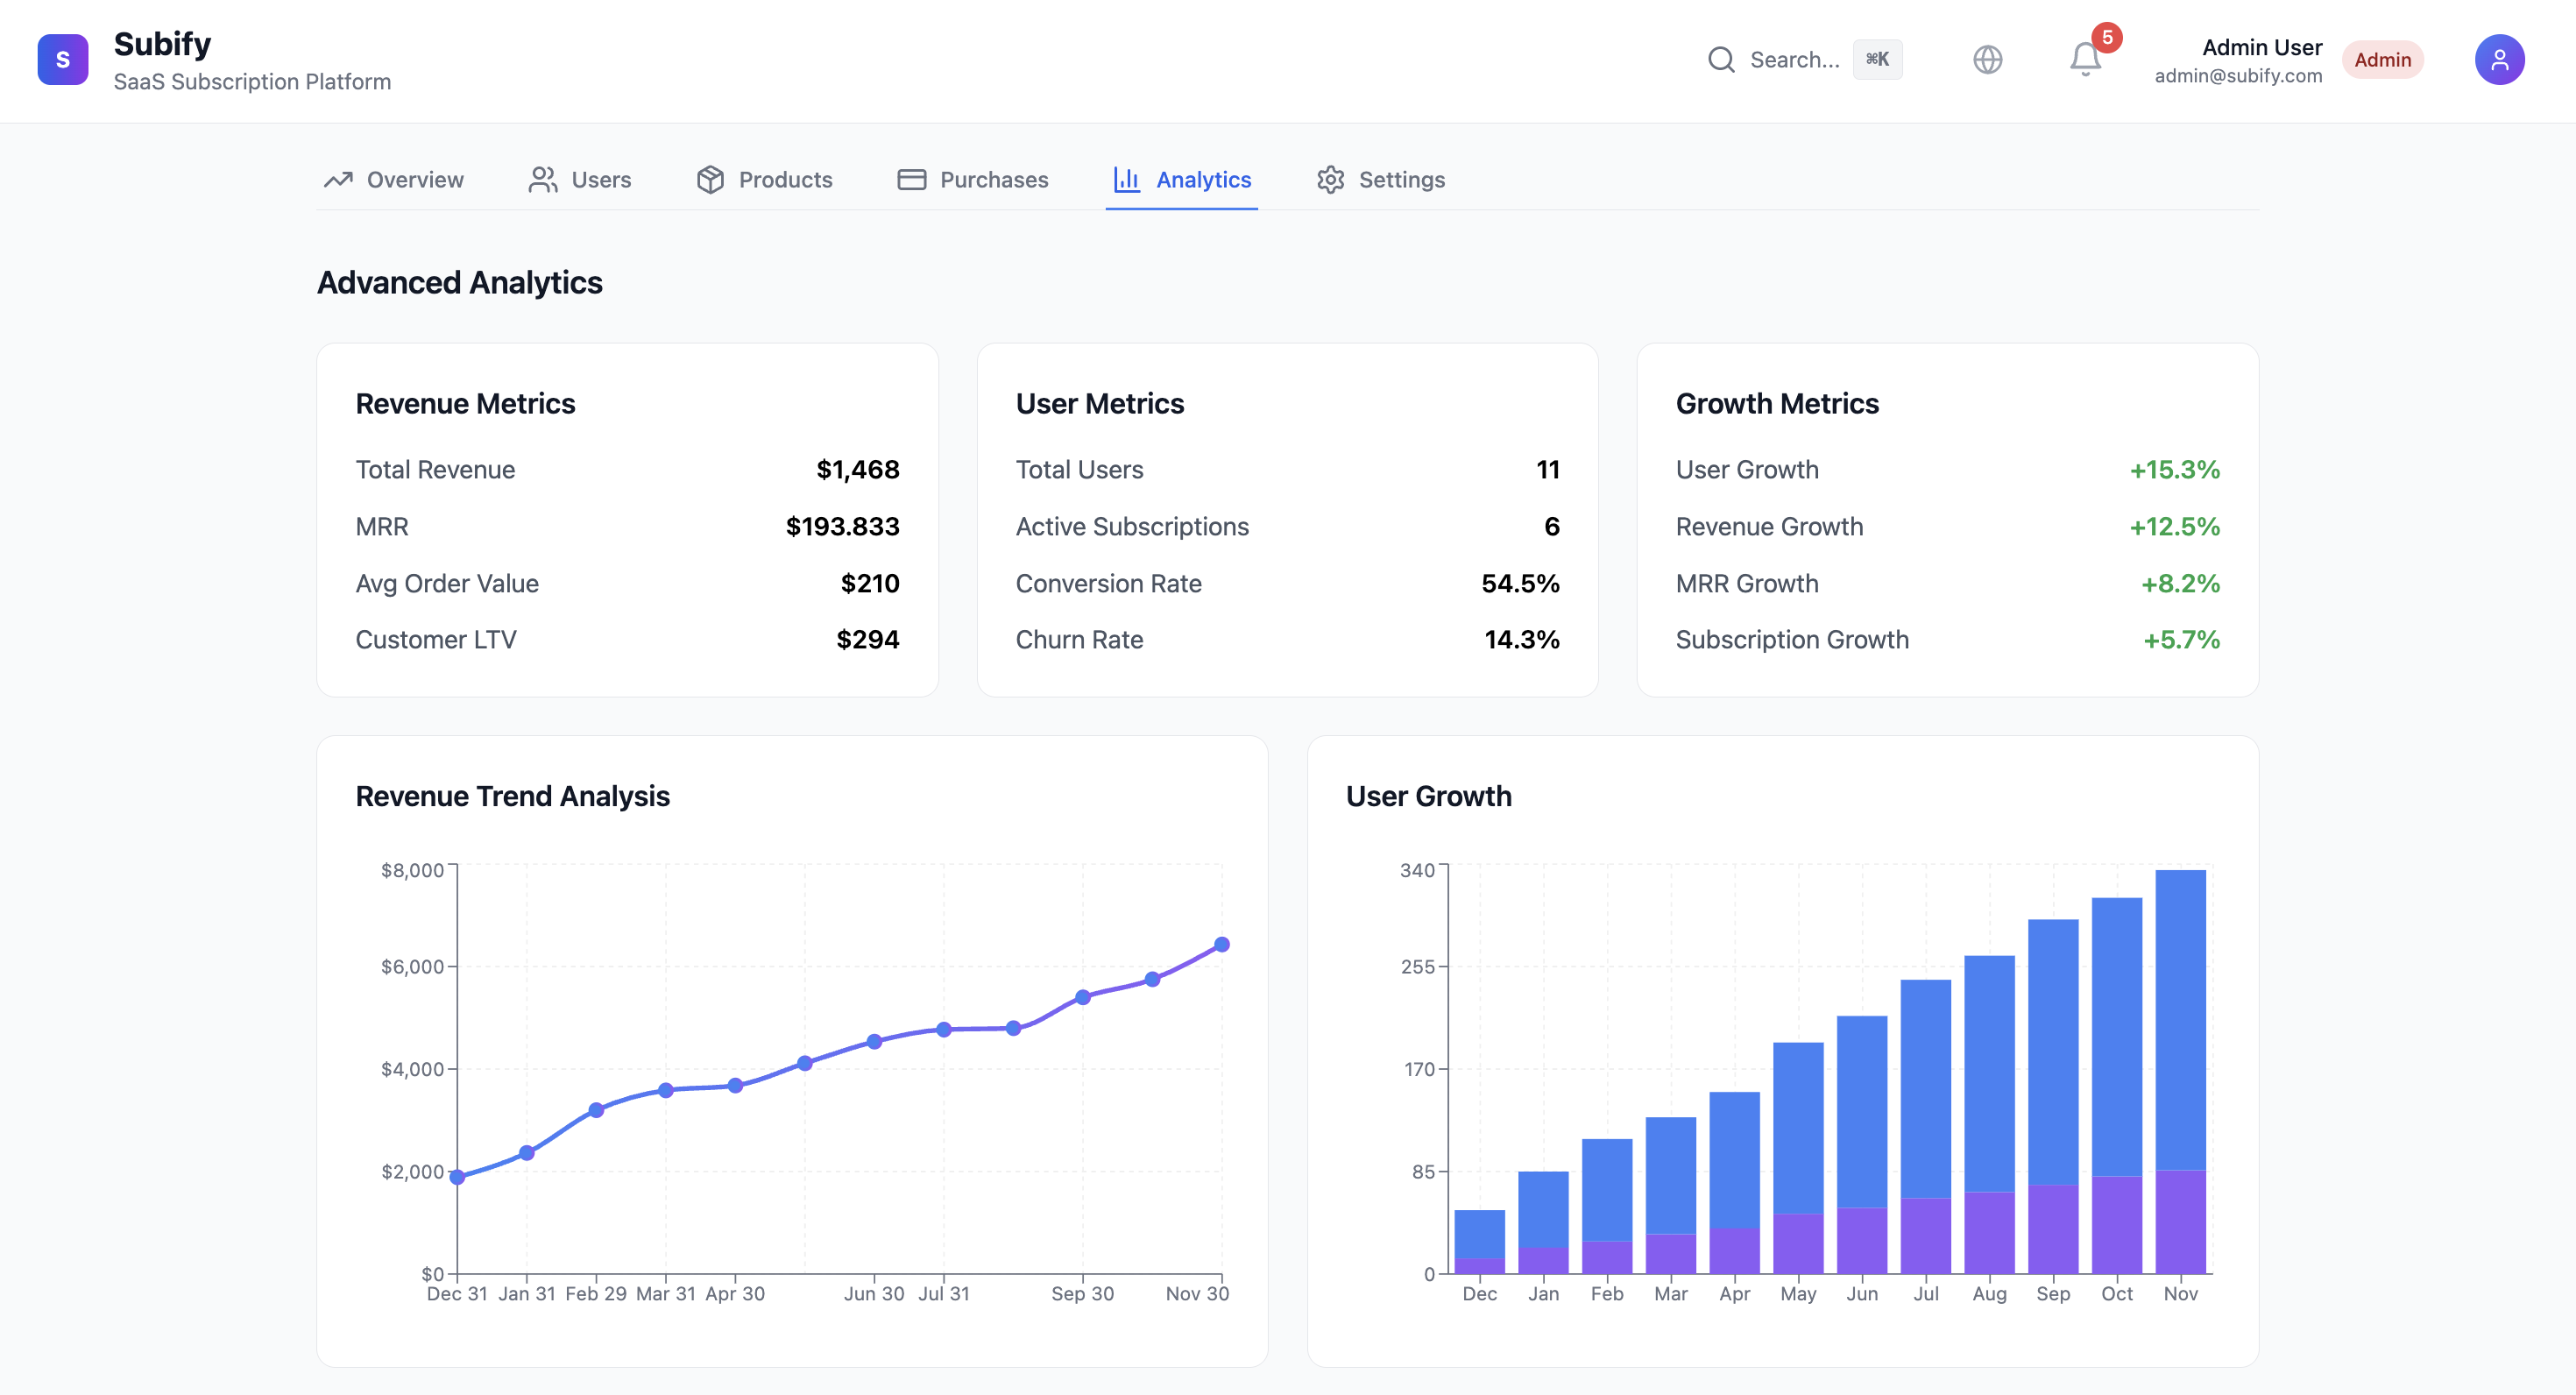 S
Subify
SaaS Subscription Platform
Search... ⌘K
5
Admin User
admin@subify.com
Admin
Overview Users Products Purchases Analytics Settings
Advanced Analytics
Revenue Metrics
Total Revenue $1,468
MRR $193.833
Avg Order Value $210
Customer LTV $294
User Metrics
Total Users 11
Active Subscriptions 6
Conversion Rate 54.5%
Churn Rate 14.3%
Growth Metrics
User Growth +15.3%
Revenue Growth +12.5%
MRR Growth +8.2%
Subscription Growth +5.7%
Revenue Trend Analysis
$8,000
$6,000
$4,000
$2,000
$0
Dec 31 Jan 31 Feb 29 Mar 31 Apr 30 Jun 30 Jul 31 Sep 30 Nov 30
User Growth
340
255
170
85
0
Dec Jan Feb Mar Apr May Jun Jul Aug Sep Oct Nov